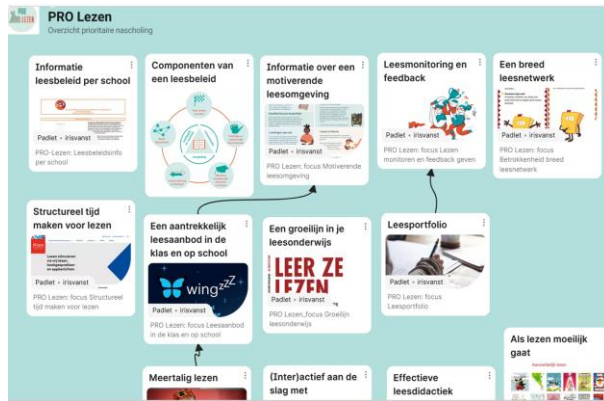 PRO Lezen
Overzicht prioritaire nascholing
Informatie
leesbeleid per school
Padlet • irisvanst
PRO-Lezen: Leesbeleidsinfo
per school
Componenten van
een leesbeleid
Informatie over een
motiverende
leesomgeving
Padlet • irisvanst
PRO Lezen: focus Motiverende
leesomgeving
Leesmonitoring en
feedback
Padlet • irisvanst
PRO Lezen: focus Lezen
monitoren en feedback geven
Een breed
leesnetwerk
Padlet • irisvanst
PRO Lezen: focus
Betrokkenheid breed
leesnetwerk
Structureel tijd
maken voor lezen
Padlet • irisvanst
PRO Lezen: focus Structureel
tijd maken voor lezen
Een aantrekkelijk
leesaanbod in de
klas en op school
wingzzz
Padlet • irisvanst
PRO Lezen: focus Leesaanbod
in de klas en op school
Een groeilijn in je
leesonderwijs
LEER ZE
LEZEN
Padlet • irisvanst
PRO Lezen_focus Groeilijn
leesonderwijs
Leesportfolio
Padlet • irisvanst
PRO Lezen: focus
Leesportfolio
Als lezen moeilijk
gaat
Meertalig lezen
(Inter)actief aan de
slag met
Effectieve
leesdidactiek